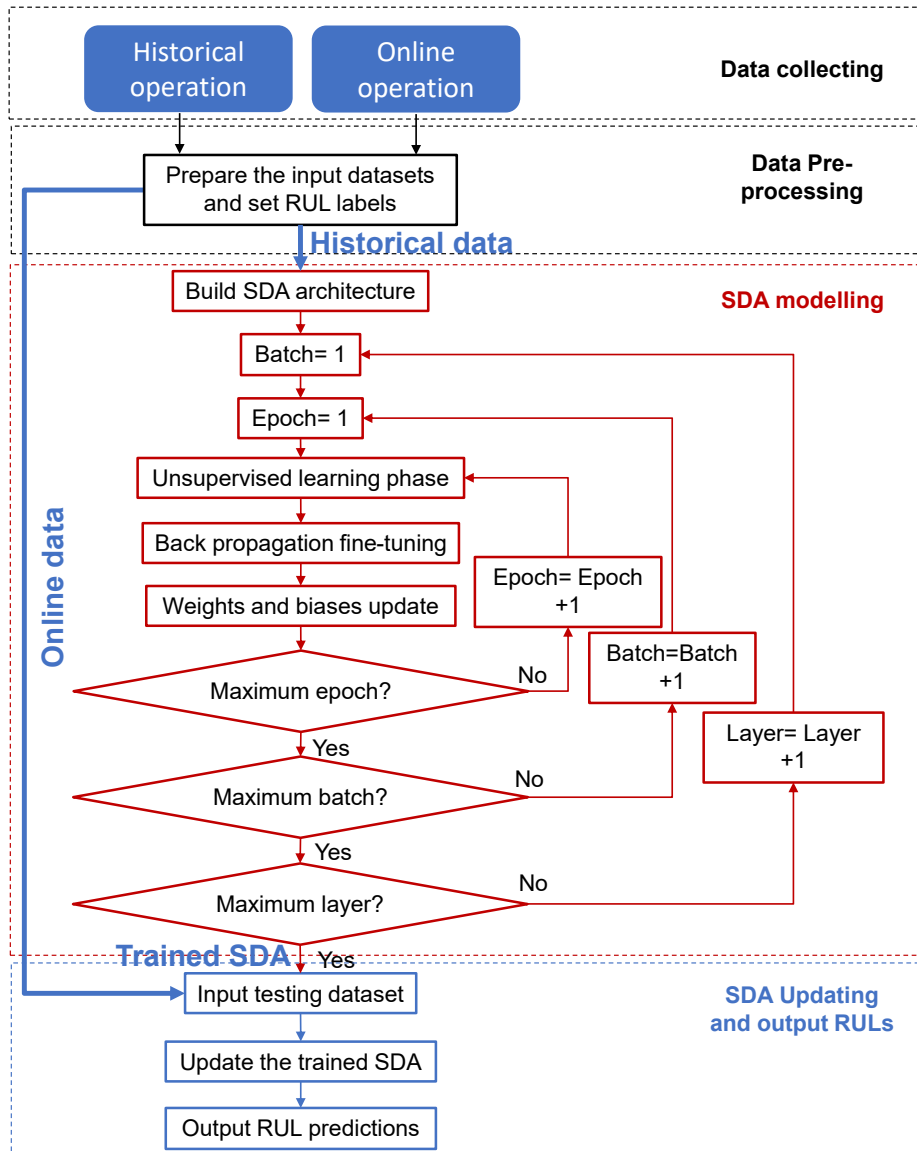 Historical
operation
Online
operation
Data collecting
Prepare the input datasets
and set RUL labels
Data Pre-
processing
Historical data
Build SDA architecture
SDA modelling
Batch= 1
Epoch= 1
Unsupervised learning phase
Back propagation fine-tuning
Online data
Epoch= Epoch
+1
Weights and biases update
Batch=Batch
+1
Maximum epoch?
No
Layer= Layer
+1
Yes
Maximum batch?
No
Yes
Maximum layer?
No
Trained SDA
Yes
Input testing dataset
SDA Updating
and output RULs
Update the trained SDA
Output RUL predictions